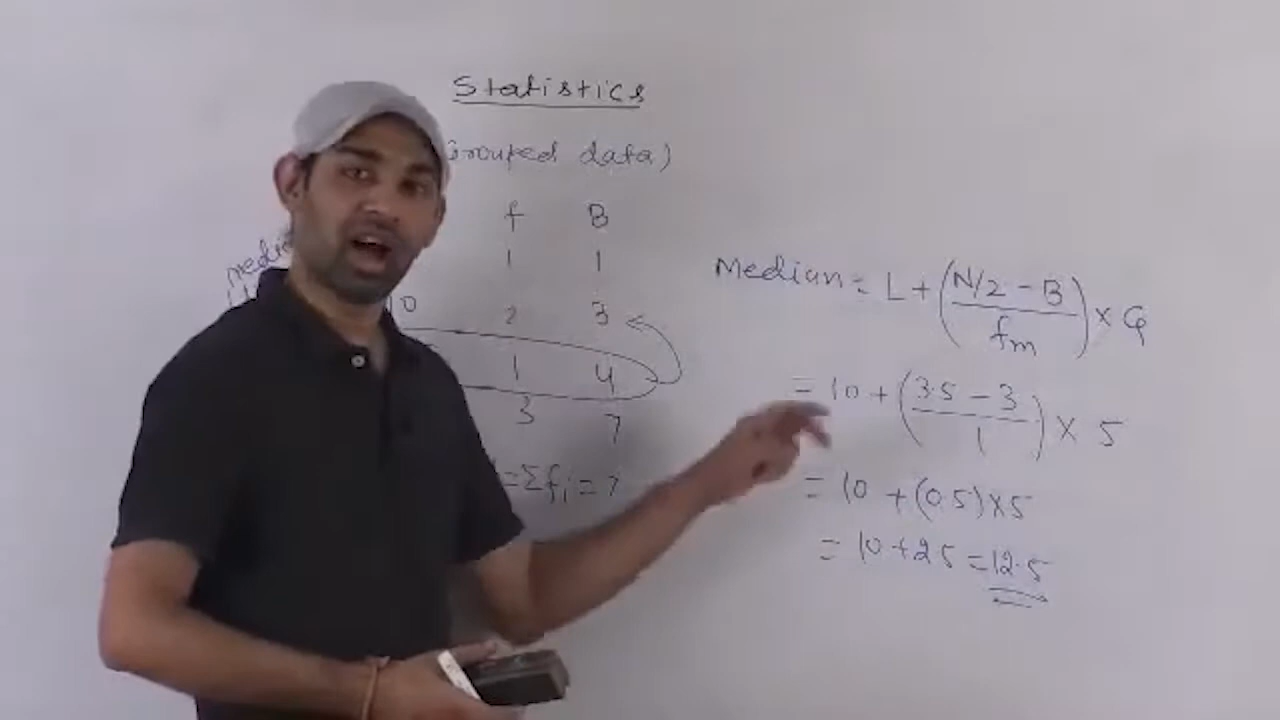 Statistics
Grouped data)
f B
1 1
10 2 3
1 4
3 7
=Σfi = 7
Median = L + (N/2 - B / fm) × G
= 10 + (3.5 - 3 / 1) × 5
= 10 + (0.5) × 5
= 10 + 2.5 = 12.5